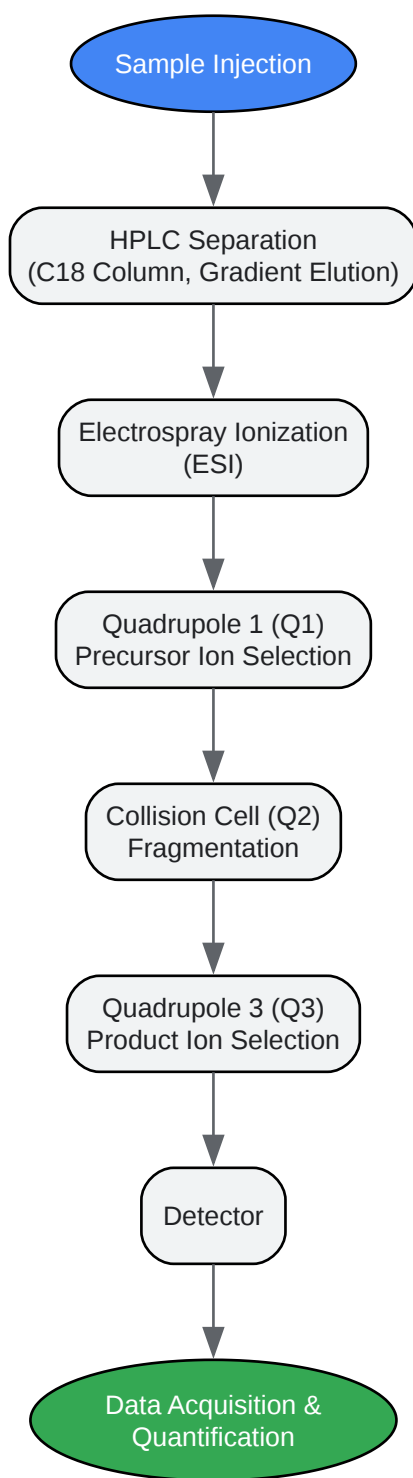 Sample Injection
HPLC Separation
(C18 Column, Gradient Elution)
Electrospray Ionization
(ESI)
Quadrupole 1 (Q1)
Precursor Ion Selection
Collision Cell (Q2)
Fragmentation
Quadrupole 3 (Q3)
Product Ion Selection
Detector
Data Acquisition &
Quantification